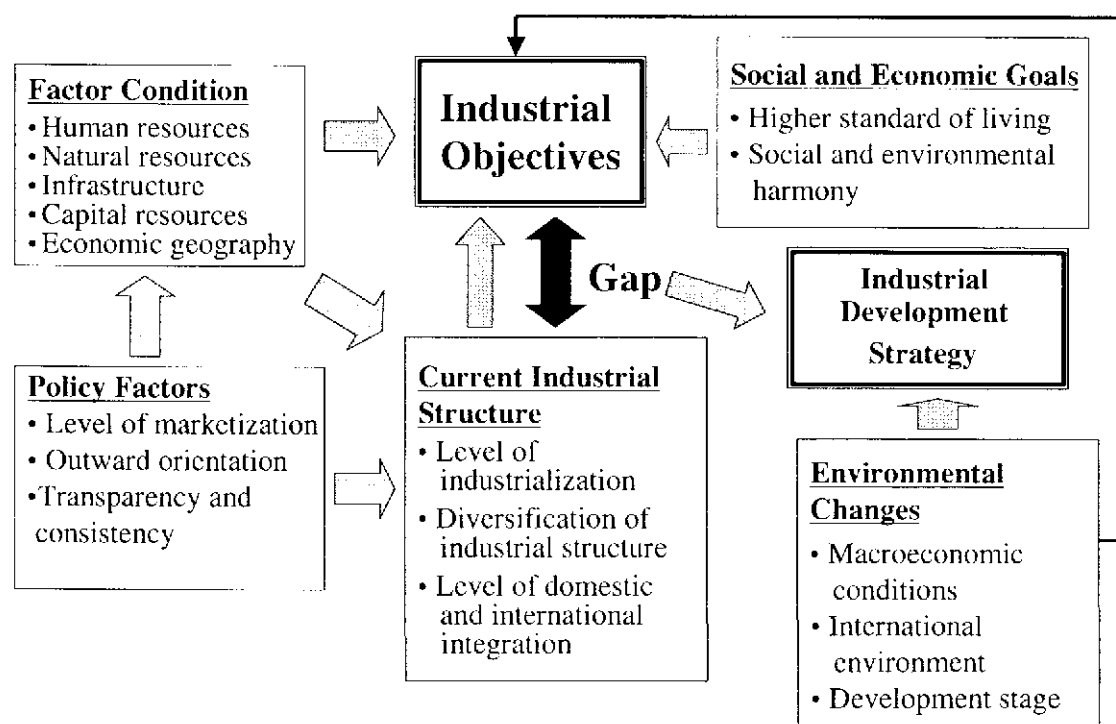 Factor Condition
• Human resources
• Natural resources
• Infrastructure
• Capital resources
• Economic geography
Industrial
Objectives
Social and Economic Goals
• Higher standard of living
• Social and environmental
harmony
Gap
Industrial
Development
Strategy
Policy Factors
• Level of marketization
• Outward orientation
• Transparency and
consistency
Current Industrial
Structure
• Level of
industrialization
• Diversification of
industrial structure
• Level of domestic
and international
integration
Environmental
Changes
• Macroeconomic
conditions
• International
environment
• Development stage